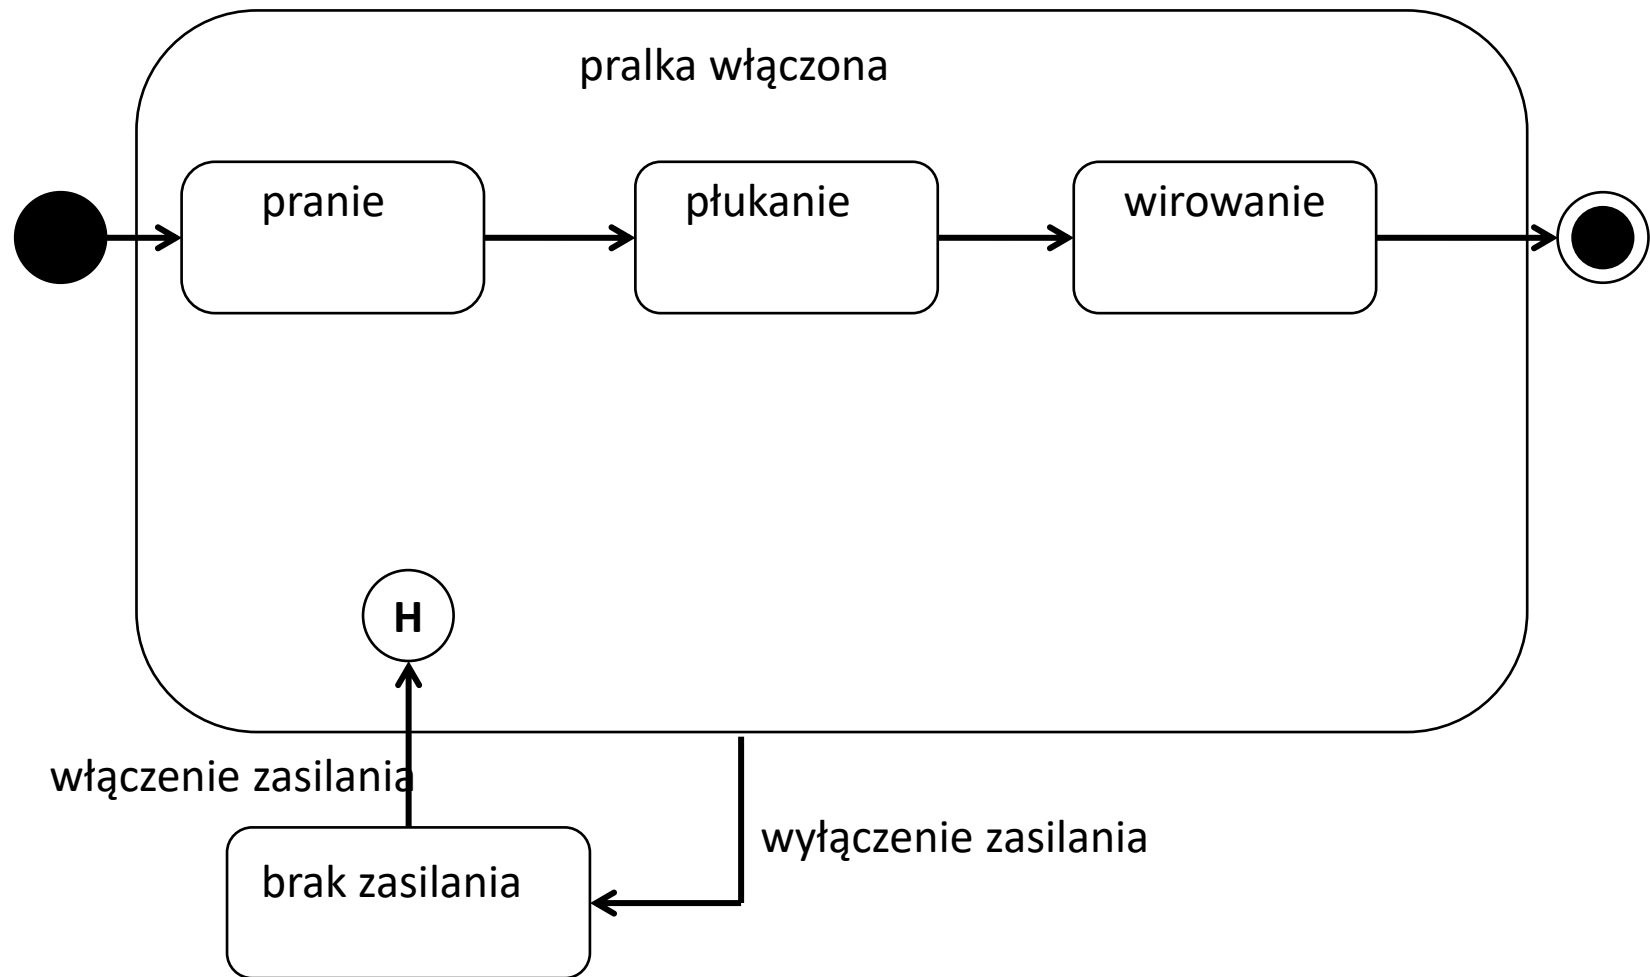 pralka włączona
pranie
płukanie
wirowanie
H
włączenie zasilania
wyłączenie zasilania
brak zasilania